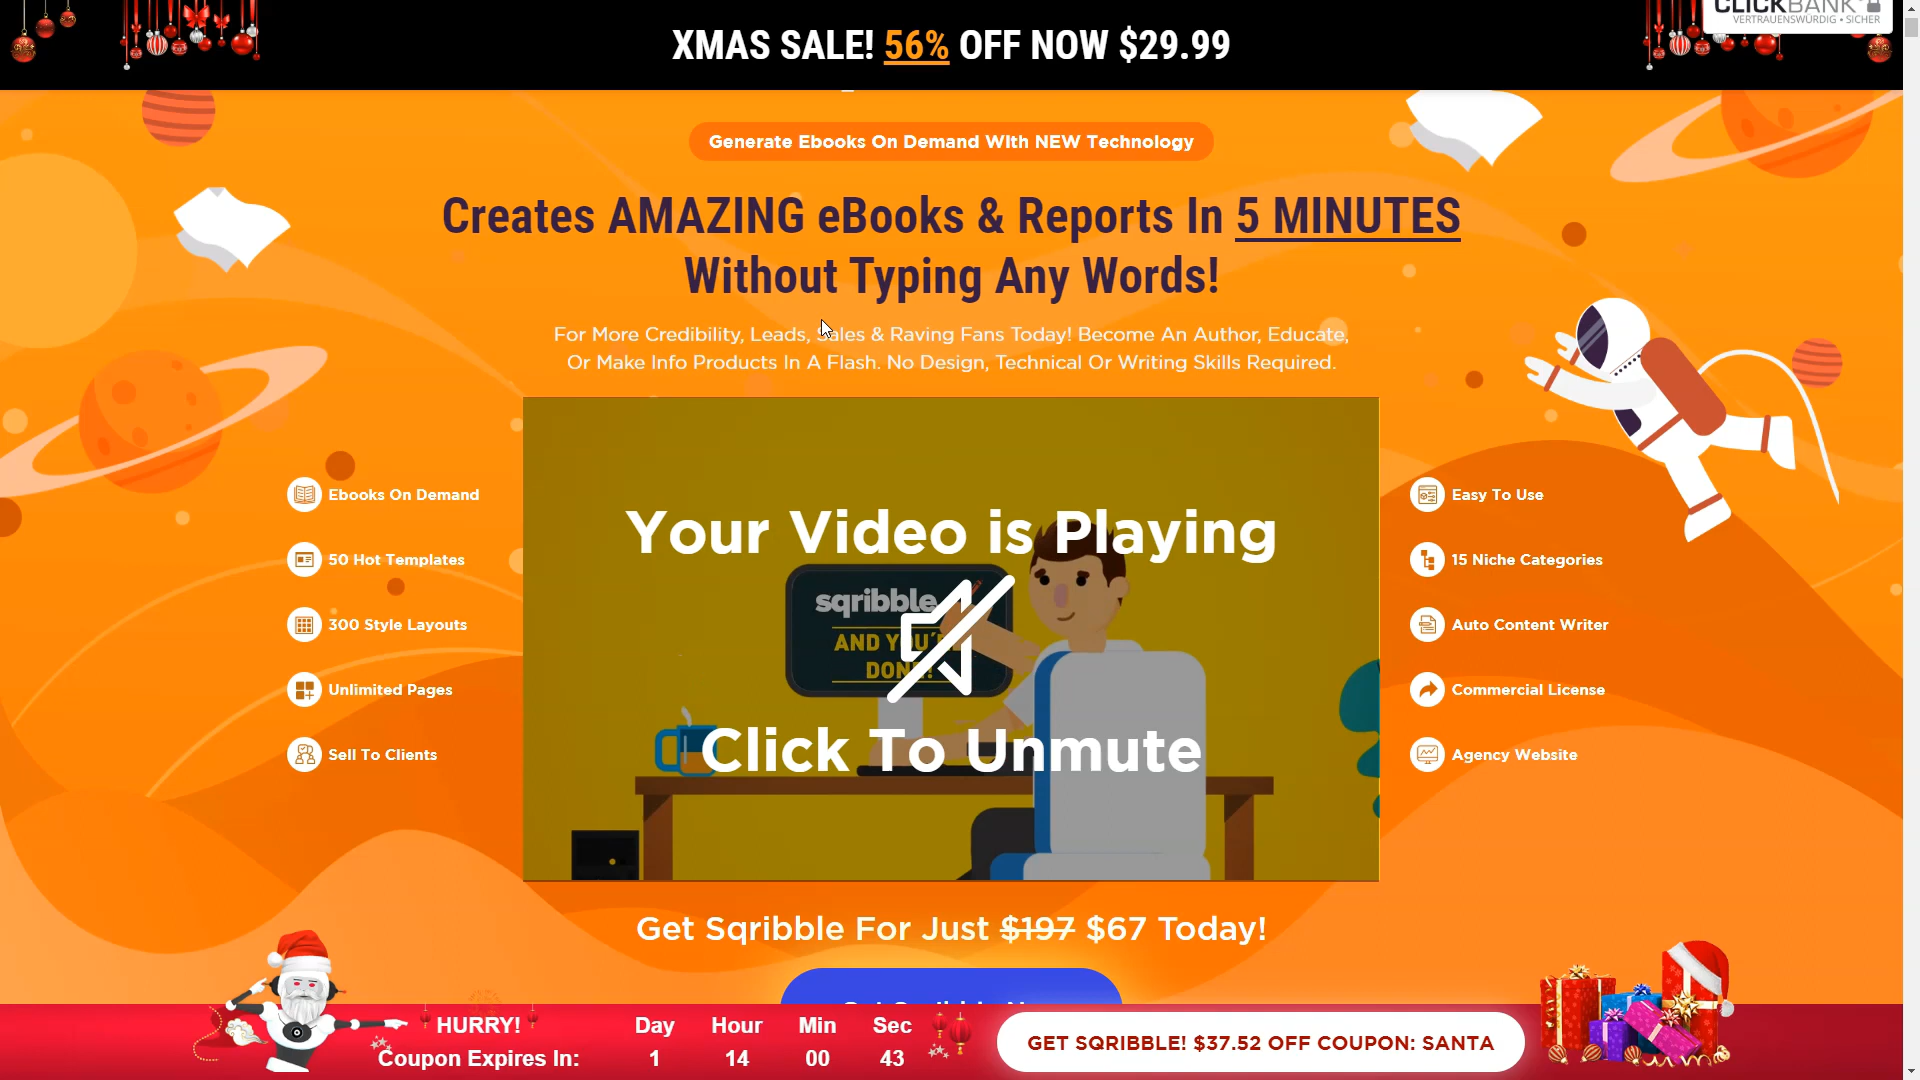 CLICKBANK
VERTRAUENSWÜRDIG • SICHER
XMAS SALE! 56% OFF NOW $29.99
Generate Ebooks On Demand With NEW Technology
Creates AMAZING eBooks & Reports In 5 MINUTES
Without Typing Any Words!
For More Credibility, Leads, Sales & Raving Fans Today! Become An Author, Educate,
Or Make Info Products In A Flash. No Design, Technical Or Writing Skills Required.
Ebooks On Demand
50 Hot Templates
300 Style Layouts
Unlimited Pages
Sell To Clients
Your Video is Playing
sqribble
AND YOU'RE
DONE!
Click To Unmute
Easy To Use
15 Niche Categories
Auto Content Writer
Commercial License
Agency Website
Get Sqribble For Just $197 $67 Today!
HURRY!
Coupon Expires In:
Day Hour Min Sec
1 14 00 43
GET SQRIBBLE! $37.52 OFF COUPON: SANTA